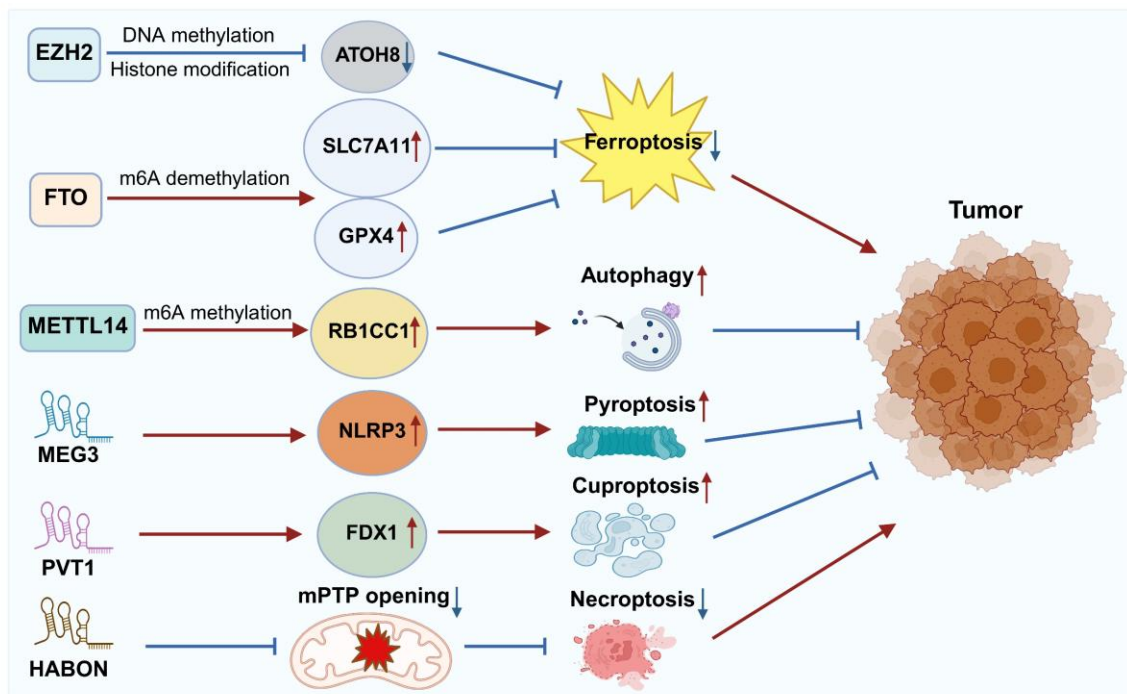 EZH2
DNA methylation
Histone modification
ATOH8
SLC7A11
Ferroptosis
FTO
m6A demethylation
GPX4
Tumor
Autophagy
METTL14
m6A methylation
RB1CC1
Pyroptosis
NLRP3
MEG3
Cuproptosis
FDX1
PVT1
mPTP opening
Necroptosis
HABON